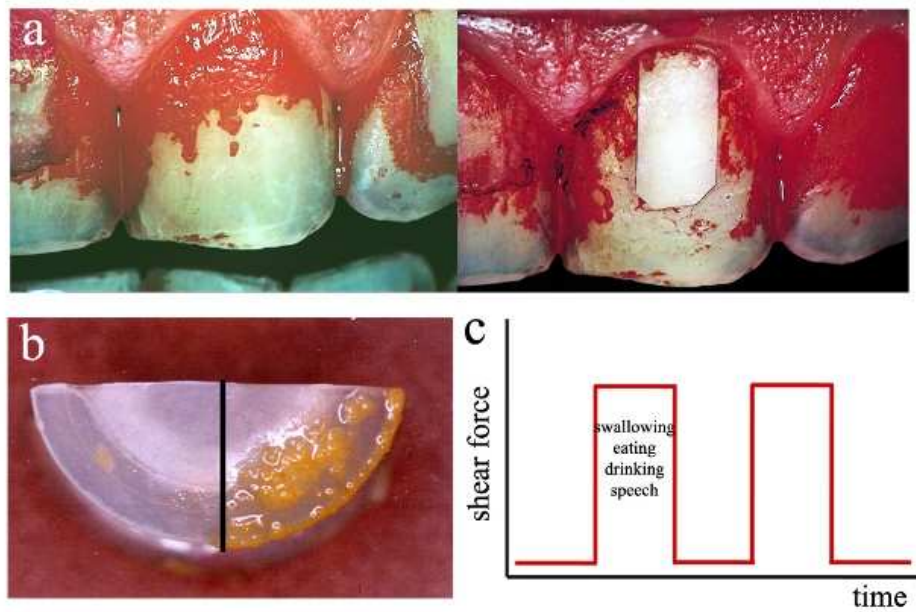 a
b
c
shear force
swallowing
eating
drinking
speech
time